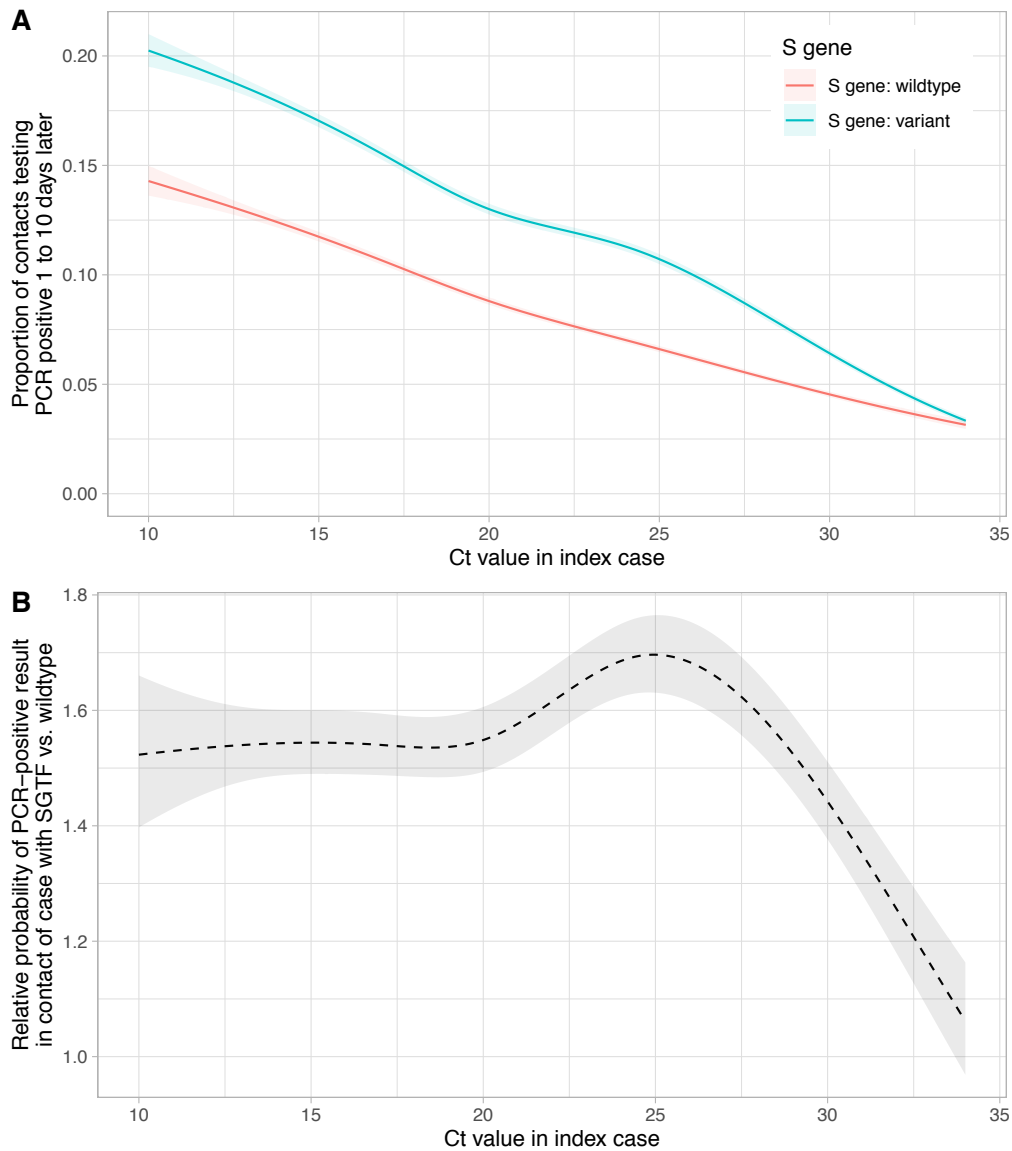 A
Proportion of contacts testing
PCR positive 1 to 10 days later
0.20
0.15
0.10
0.05
0.00
S gene
S gene: wildtype
S gene: variant
10 15 20 25 30 35
Ct value in index case
B
Relative probability of PCR−positive result
in contact of case with SGTF vs. wildtype
1.8
1.6
1.4
1.2
1.0
10 15 20 25 30 35
Ct value in index case